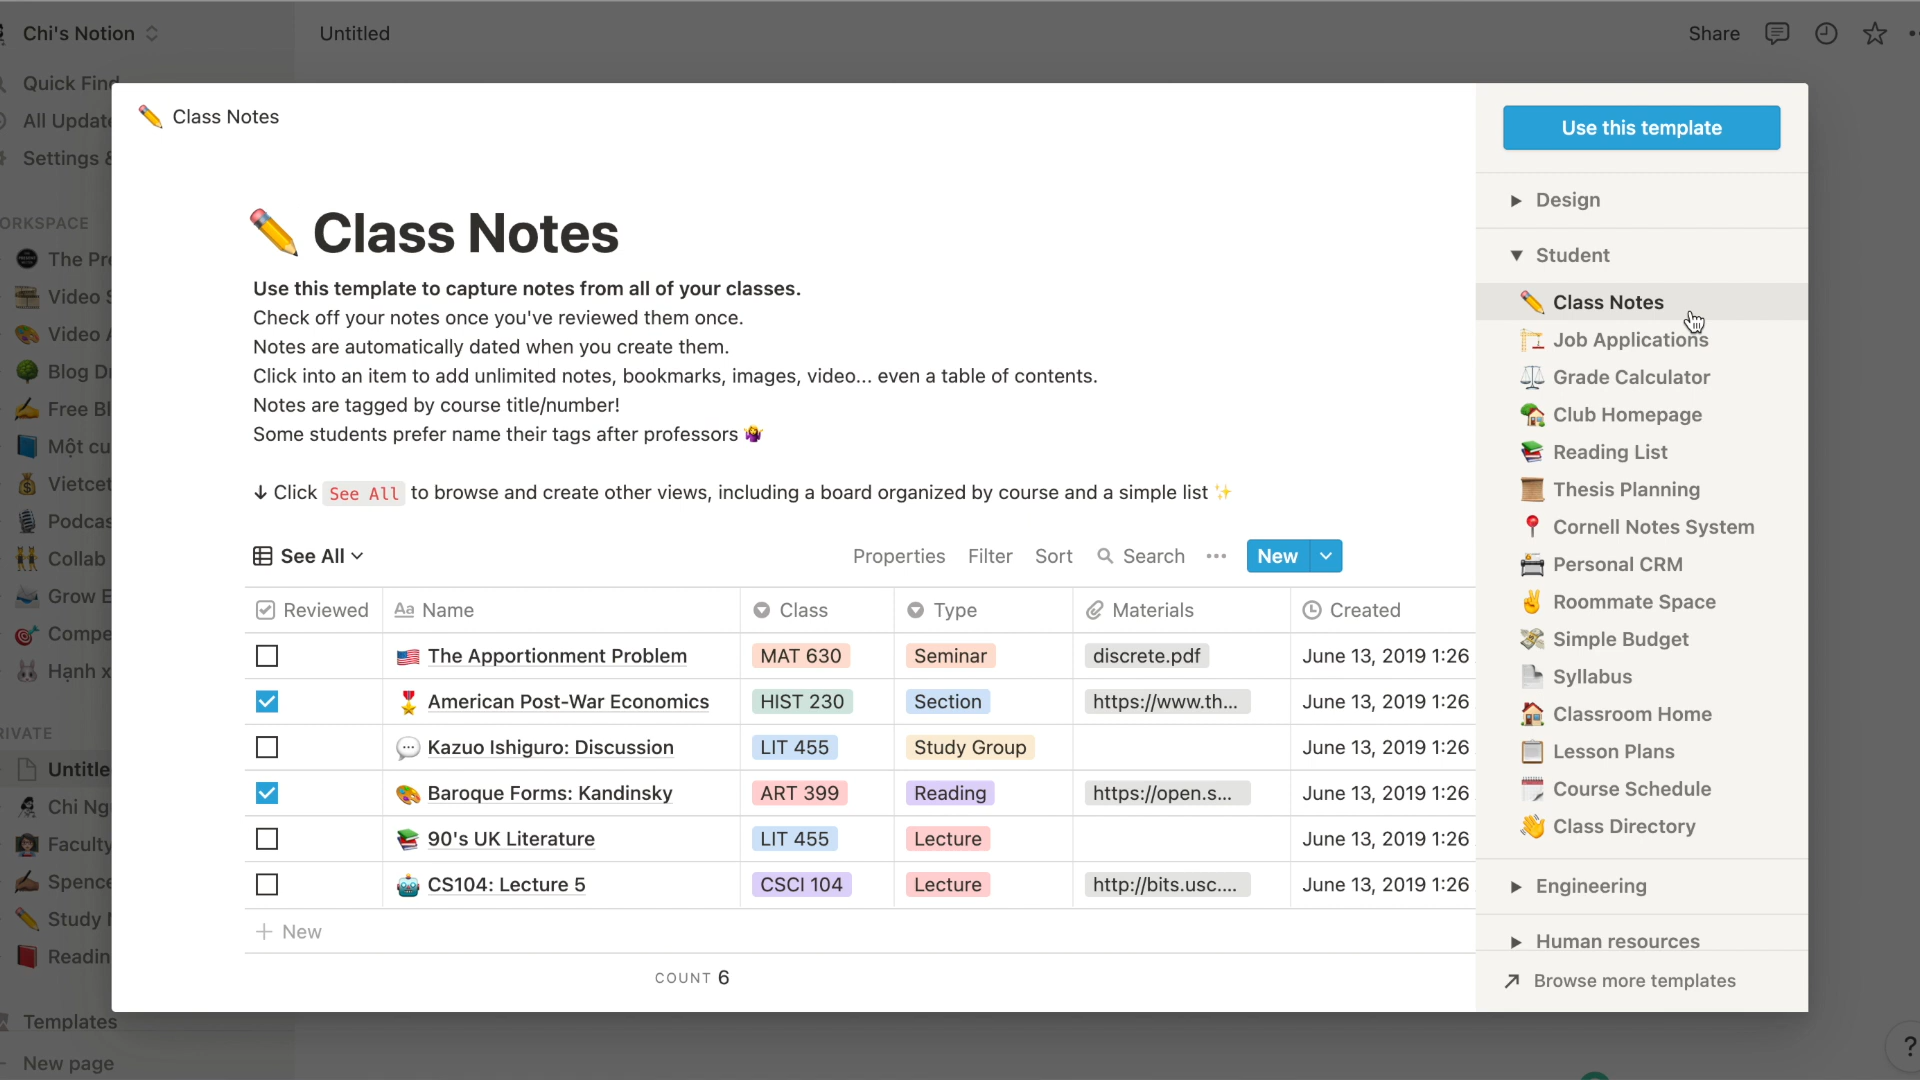 Chi's Notion
Untitled
Share
Quick Find
All Update
Settings &
ORKSPACE
The Pre
Video S
Video A
Blog Dr
Free Bl
Một cu
Vietcet
Podcas
Collab
Grow E
Compe
Hạnh x
RIVATE
Untitle
Chi Ng
Faculty
Spence
Study
Readin
Templates
New page
Class Notes
Class Notes
Use this template to capture notes from all of your classes.
Check off your notes once you've reviewed them once.
Notes are automatically dated when you create them.
Click into an item to add unlimited notes, bookmarks, images, video... even a table of contents.
Notes are tagged by course title/number!
Some students prefer name their tags after professors 🤷‍♀️
↓ Click See All to browse and create other views, including a board organized by course and a simple list ✨
See All Properties Filter Sort Search ••• New
Reviewed Aa Name Class Type Materials Created
The Apportionment Problem MAT 630 Seminar discrete.pdf June 13, 2019 1:26
American Post-War Economics HIST 230 Section https://www.th... June 13, 2019 1:26
Kazuo Ishiguro: Discussion LIT 455 Study Group June 13, 2019 1:26
Baroque Forms: Kandinsky ART 399 Reading https://open.s... June 13, 2019 1:26
90's UK Literature LIT 455 Lecture June 13, 2019 1:26
CS104: Lecture 5 CSCI 104 Lecture http://bits.usc.... June 13, 2019 1:26
+ New
COUNT 6
Use this template
Design
Student
Class Notes
Job Applications
Grade Calculator
Club Homepage
Reading List
Thesis Planning
Cornell Notes System
Personal CRM
Roommate Space
Simple Budget
Syllabus
Classroom Home
Lesson Plans
Course Schedule
Class Directory
Engineering
Human resources
Browse more templates
?